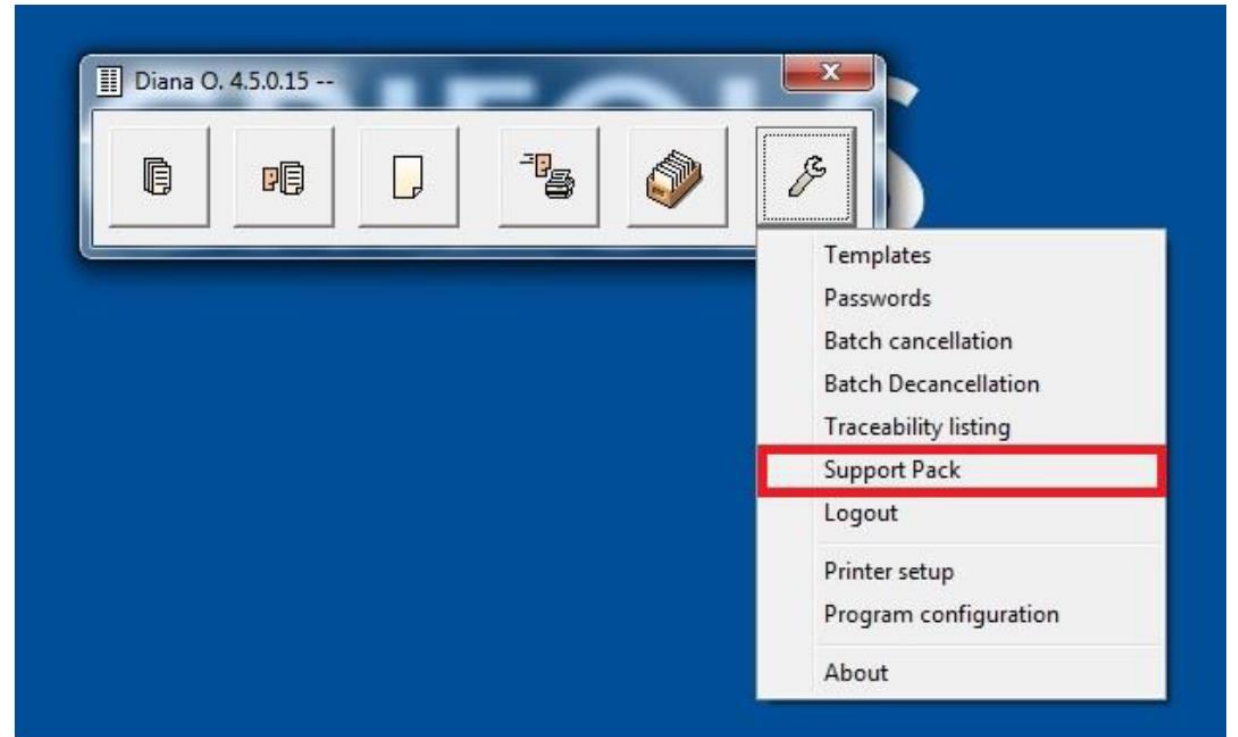 Diana O. 4.5.0.15 --
Templates
Passwords
Batch cancellation
Batch Decancellation
Traceability listing
Support Pack
Logout
Printer setup
Program configuration
About